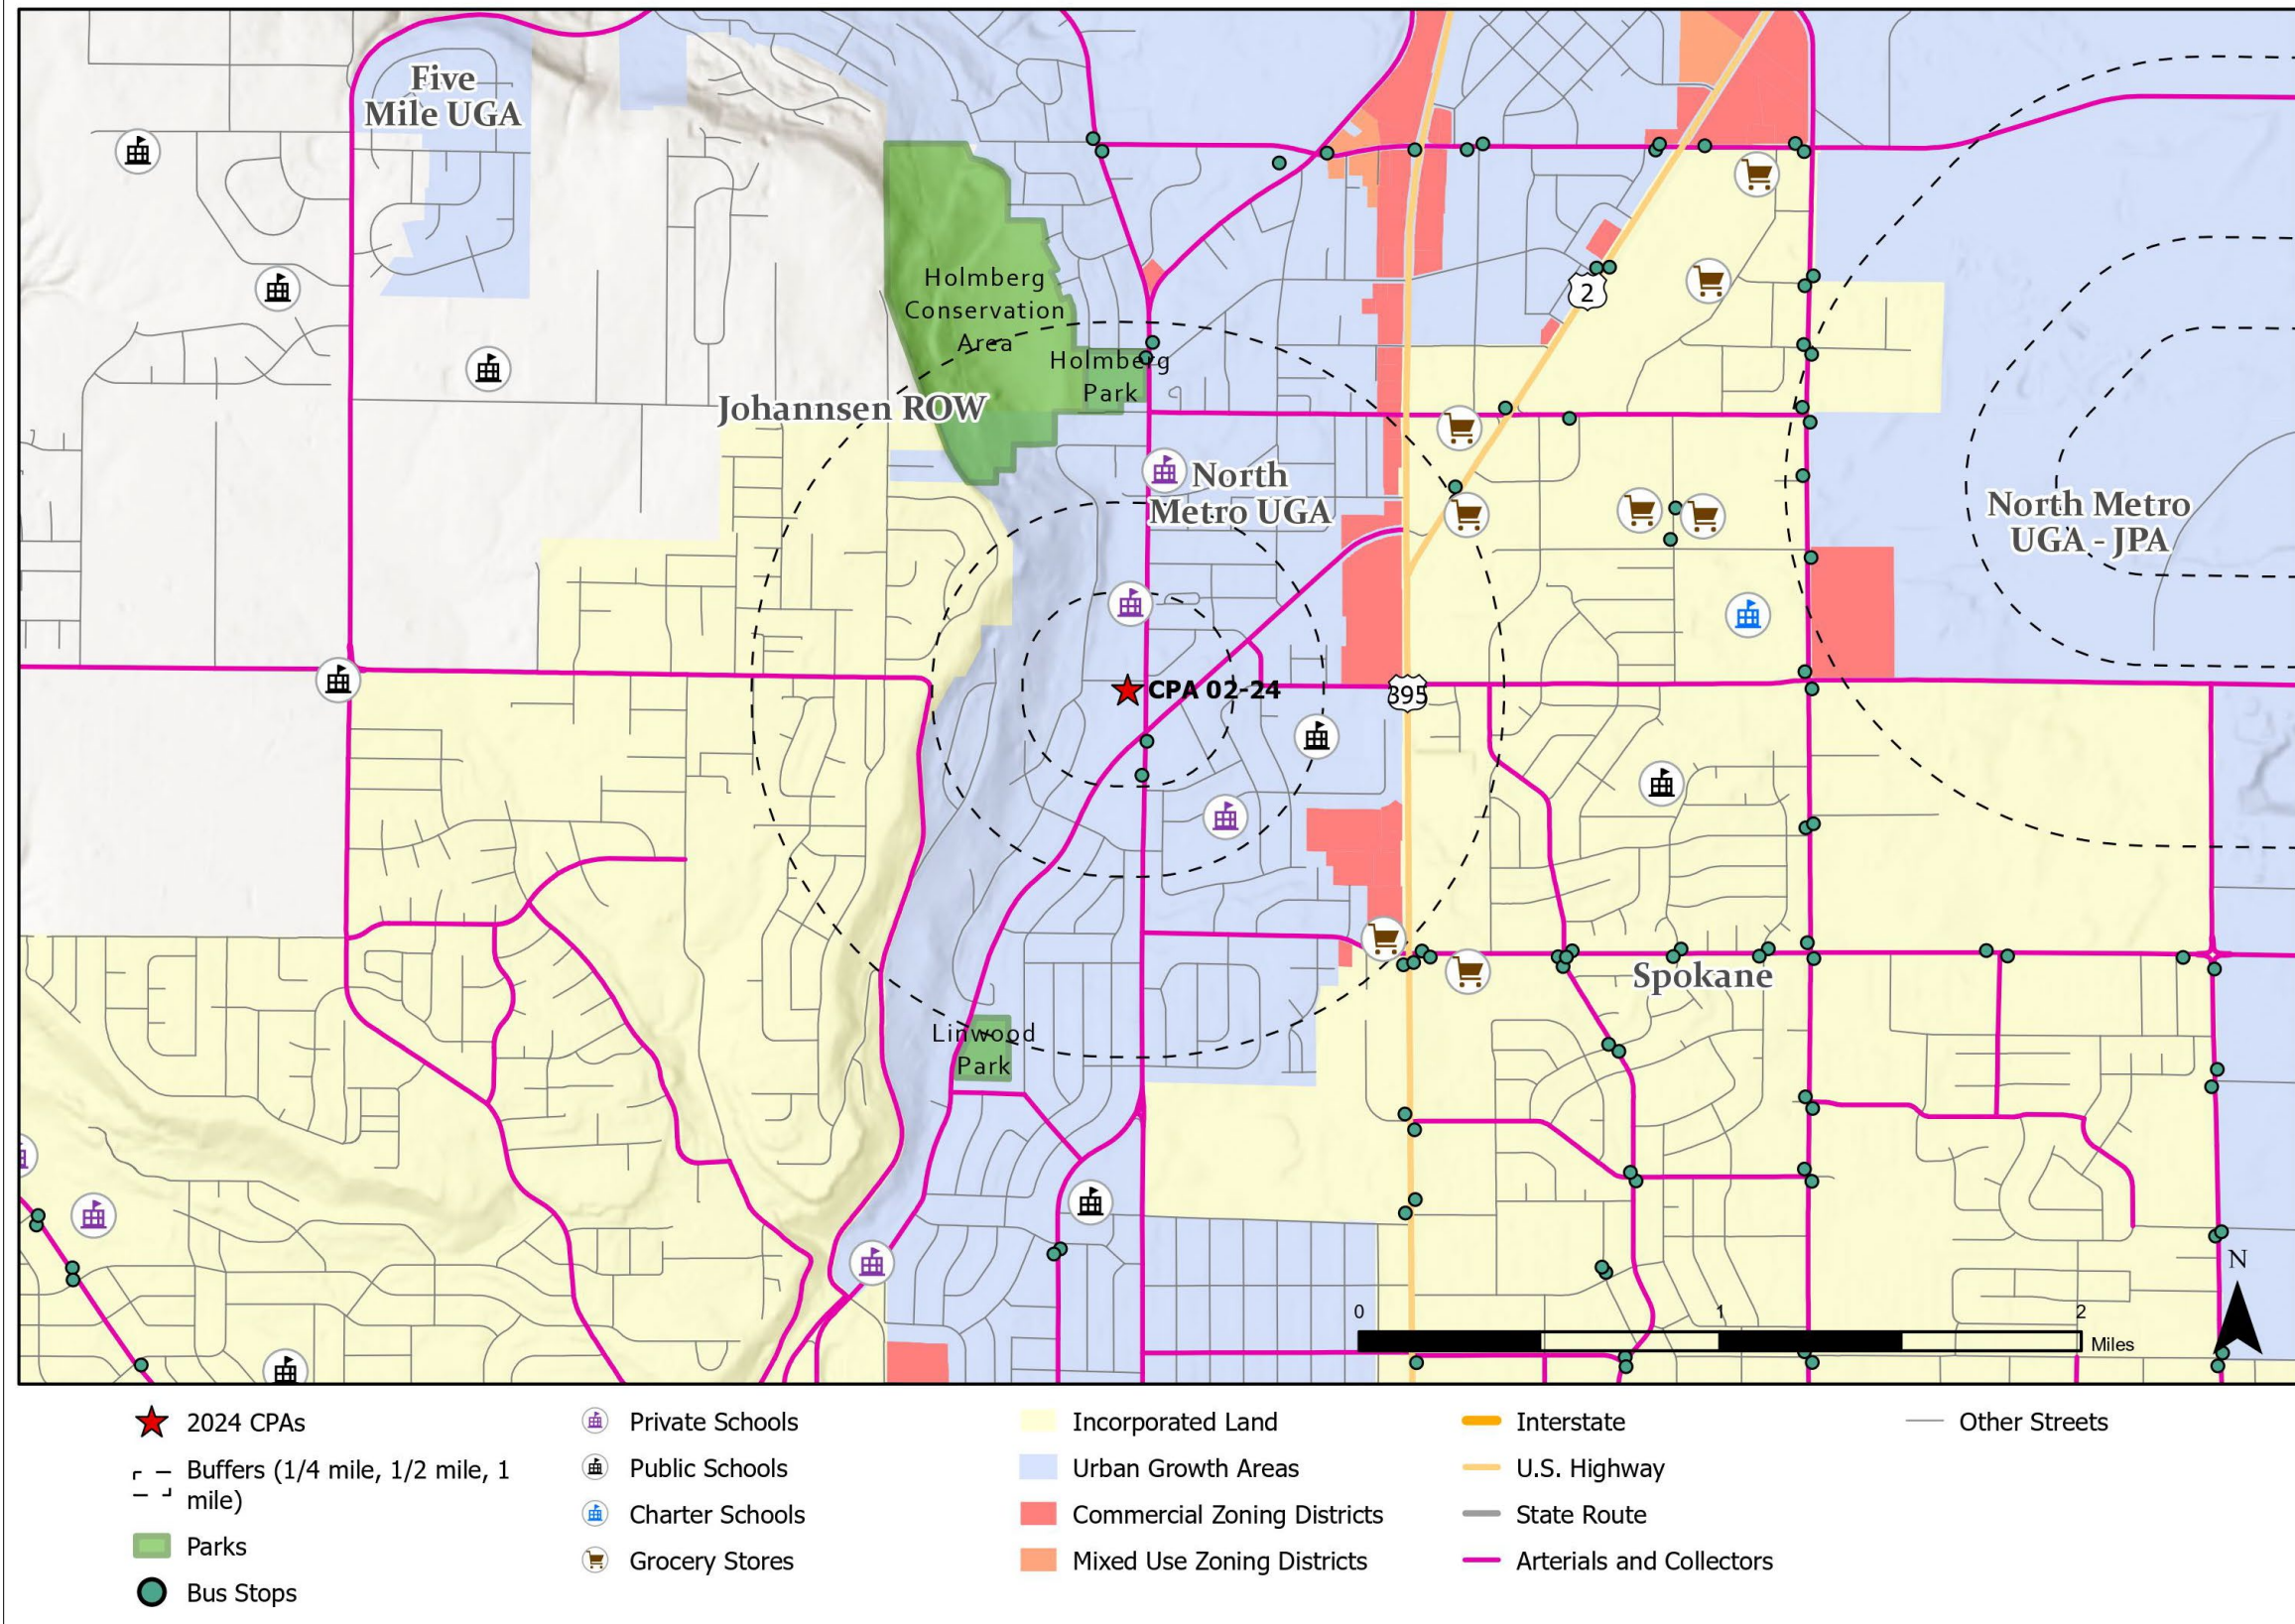 Five
Mile UGA
Holmberg
Conservation
Area
Holmberg
Park
2
Johannsen ROW
North
Metro UGA
North Metro
UGA - JPA
CPA 02-24
395
Spokane
Linwood
Park
N
0 1 2
Miles
2024 CPAs
Buffers (1/4 mile, 1/2 mile, 1
mile)
Parks
Bus Stops
Private Schools
Public Schools
Charter Schools
Grocery Stores
Incorporated Land
Urban Growth Areas
Commercial Zoning Districts
Mixed Use Zoning Districts
Interstate
U.S. Highway
State Route
Arterials and Collectors
Other Streets